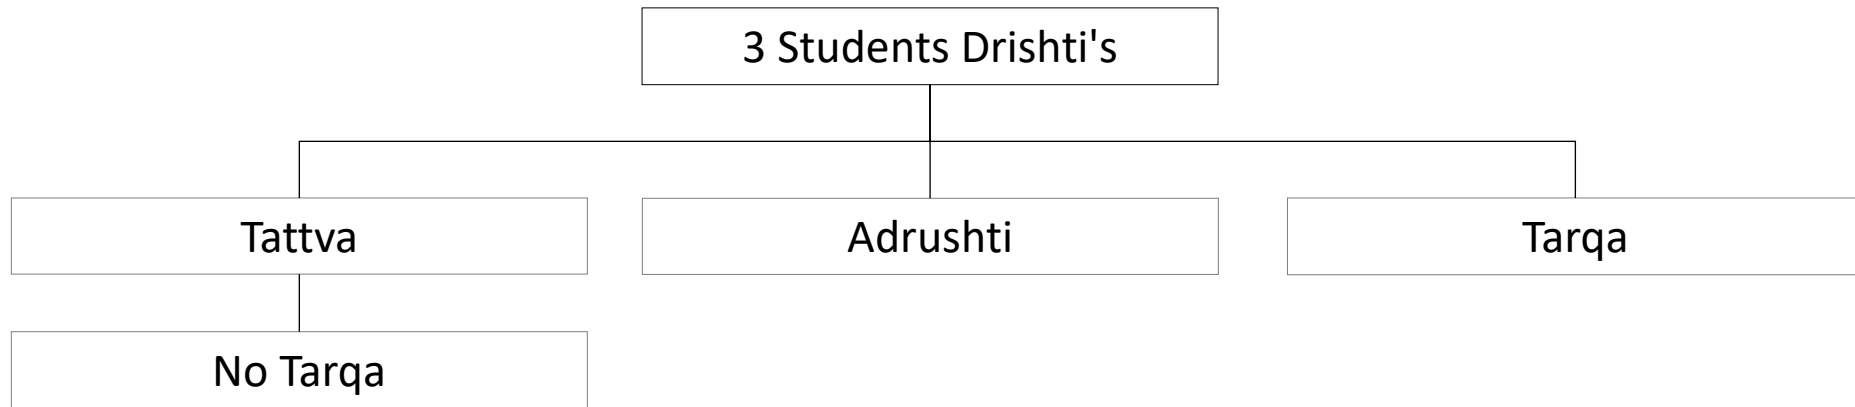 3 Students Drishti's
Tattva
Adrushti
Tarqa
No Tarqa